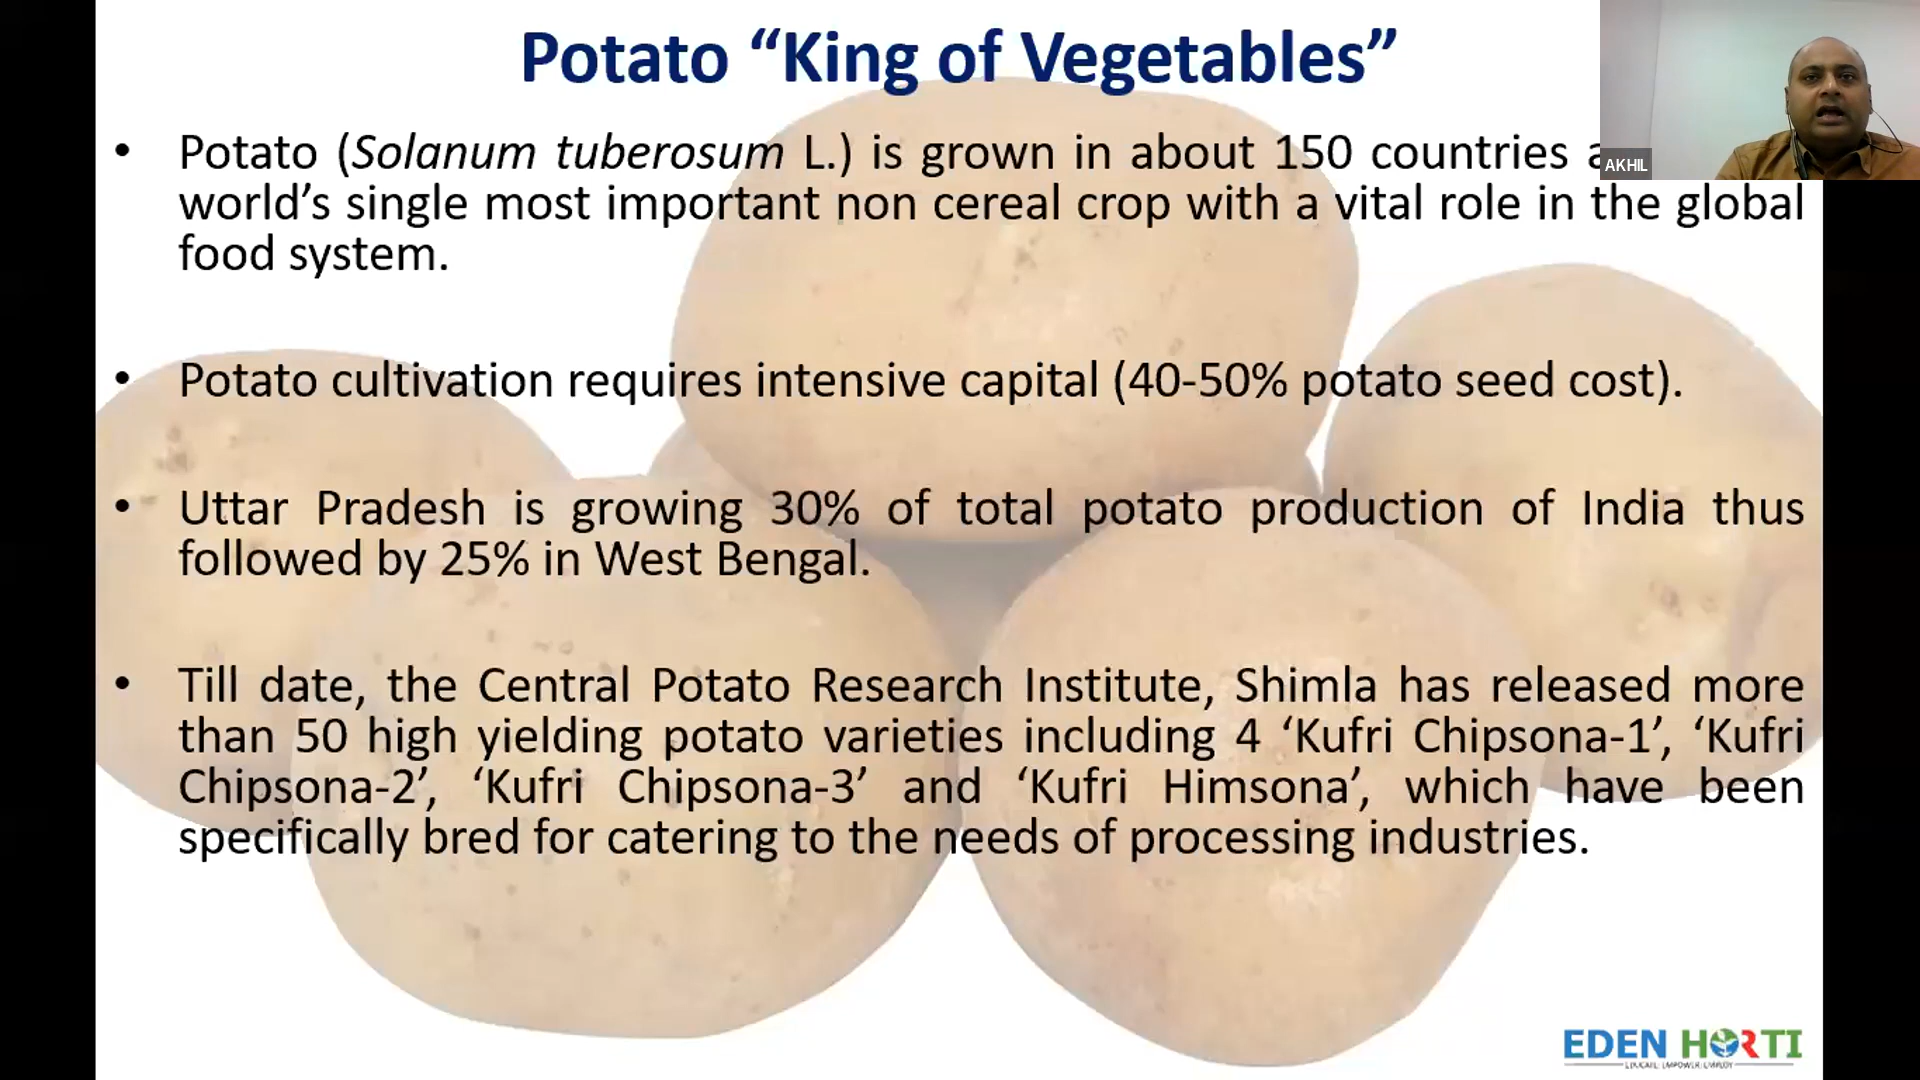 Potato “King of Vegetables”
• Potato (Solanum tuberosum L.) is grown in about 150 countries
AKHIL
world’s single most important non cereal crop with a vital role in the global
food system.
• Potato cultivation requires intensive capital (40-50% potato seed cost).
• Uttar Pradesh is growing 30% of total potato production of India thus
followed by 25% in West Bengal.
• Till date, the Central Potato Research Institute, Shimla has released more
than 50 high yielding potato varieties including 4 ‘Kufri Chipsona-1’, ‘Kufri
Chipsona-2’, ‘Kufri Chipsona-3’ and ‘Kufri Himsona’, which have been
specifically bred for catering to the needs of processing industries.
EDEN HORTI
EDUCATE. EMPOWER. EMPLOY